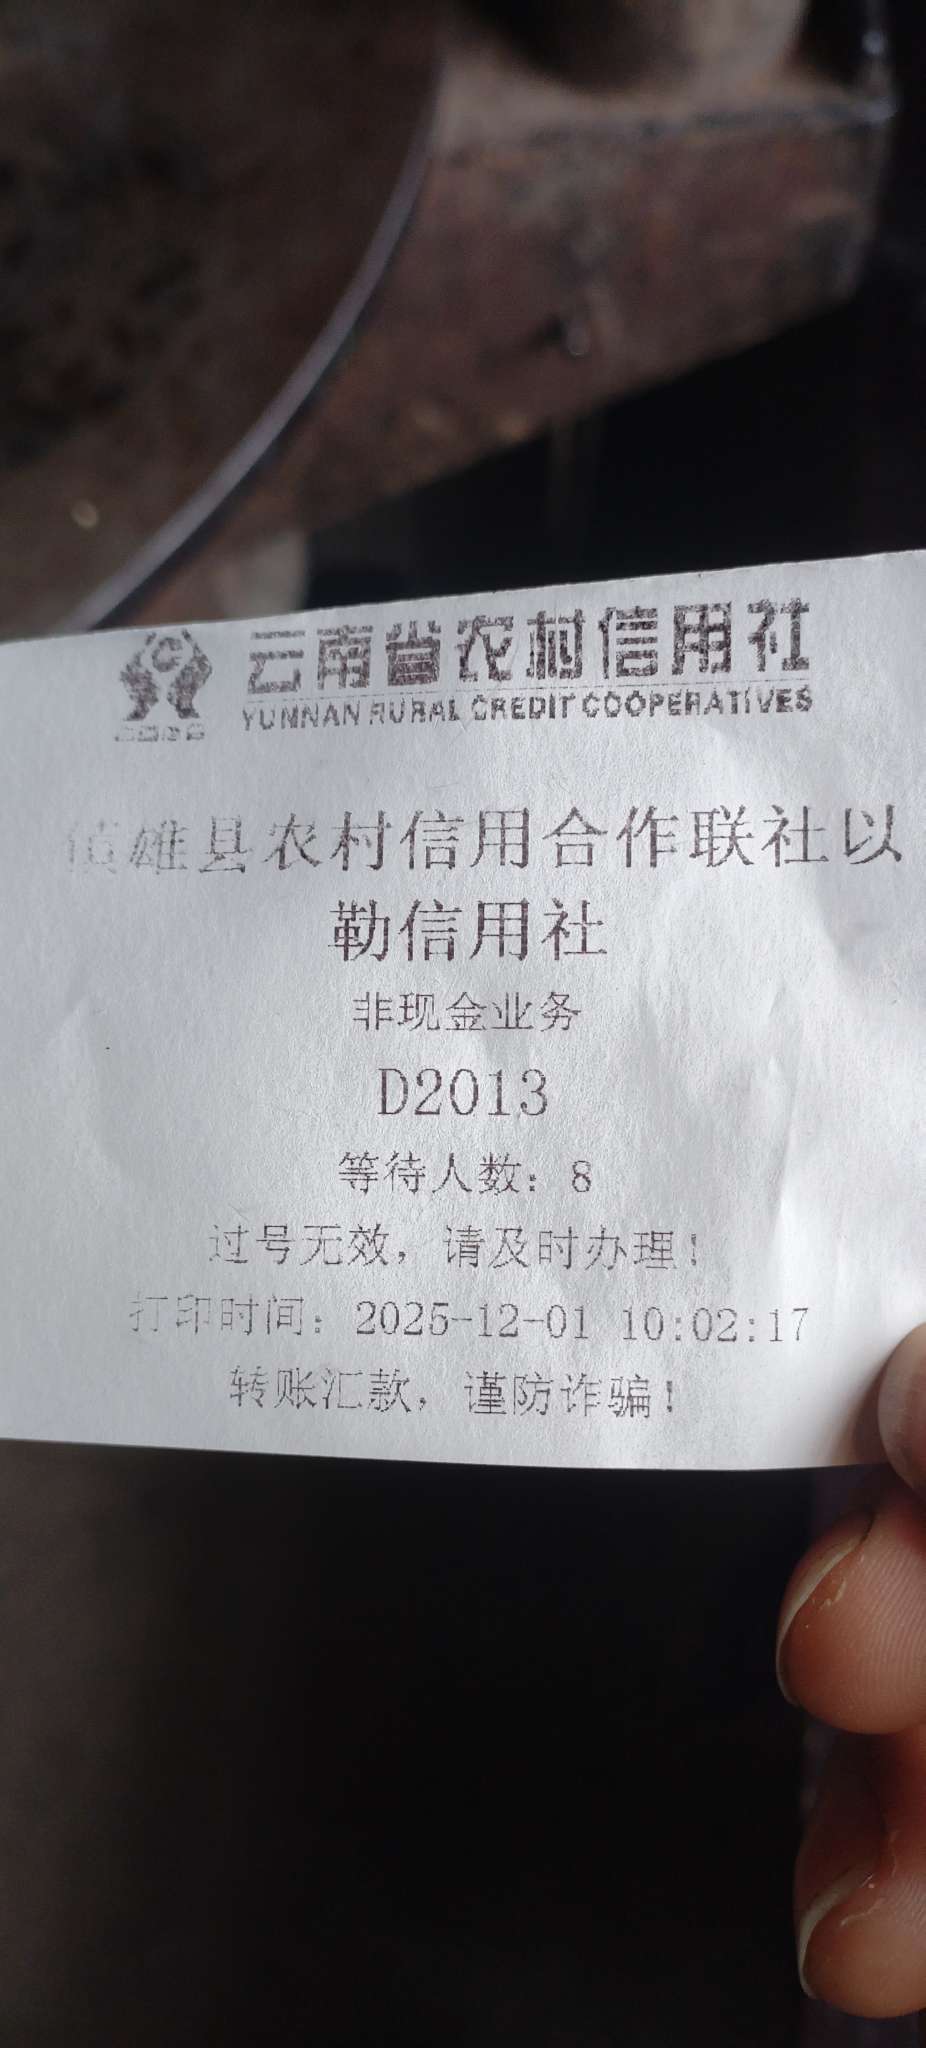 云南省农村信用社
YUNNAN RURAL CREDIT COOPERATIVES
镇雄县农村信用合作联社以
勒信用社
非现金业务
D2013
等待人数：8
过号无效，请及时办理！
打印时间：2025-12-01 10:02:17
转账汇款，谨防诈骗！